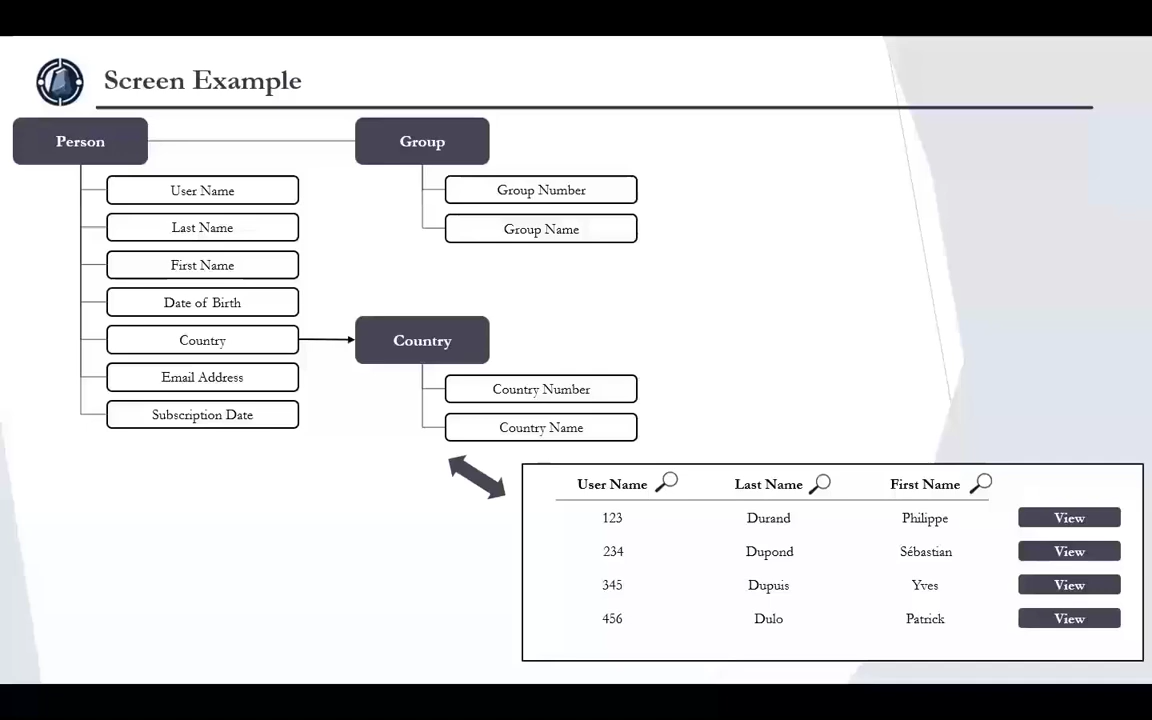 Screen Example
Person
Group
User Name
Last Name
First Name
Date of Birth
Country
Email Address
Subscription Date
Group Number
Group Name
Country
Country Number
Country Name
User Name Last Name First Name
123 Durand Philippe View
234 Dupond Sébastian View
345 Dupuis Yves View
456 Dulo Patrick View